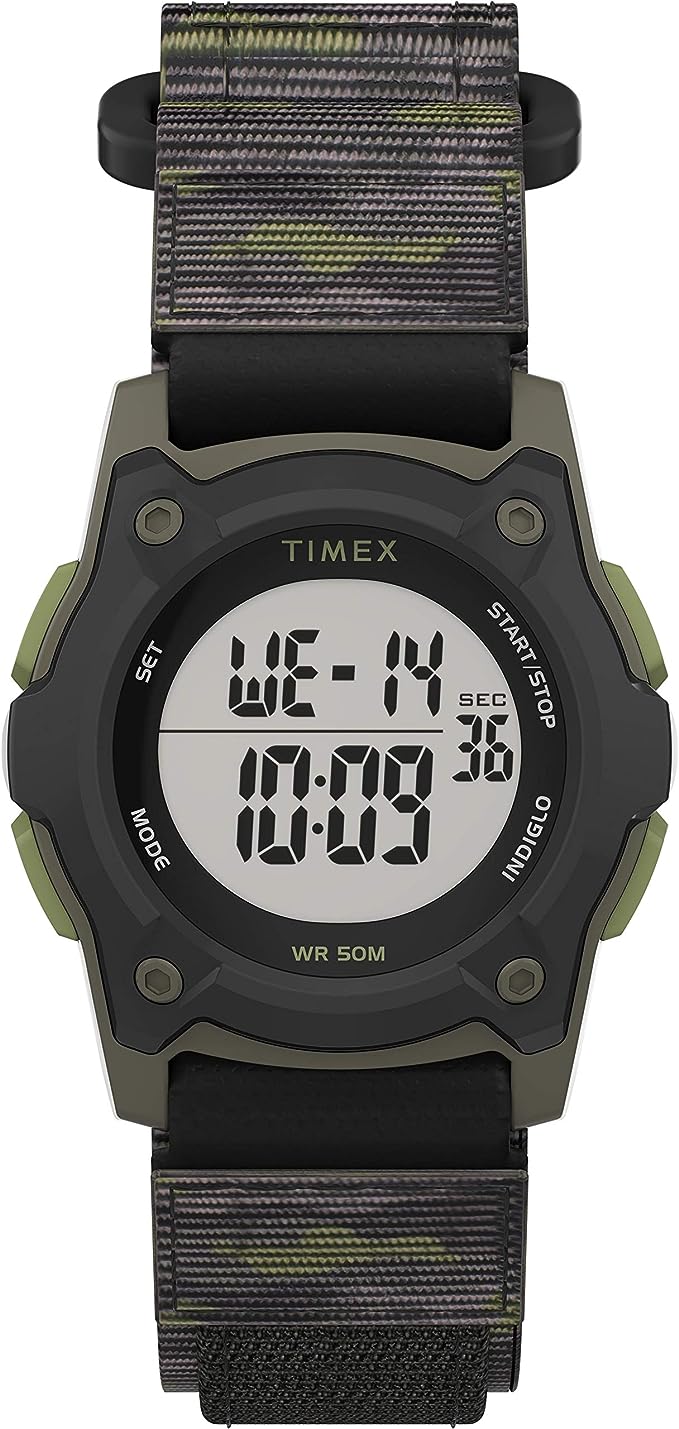 TIMEX
SET
START/STOP
WE-14
SEC
36
10:09
MODE
INDIGLO
WR 50M